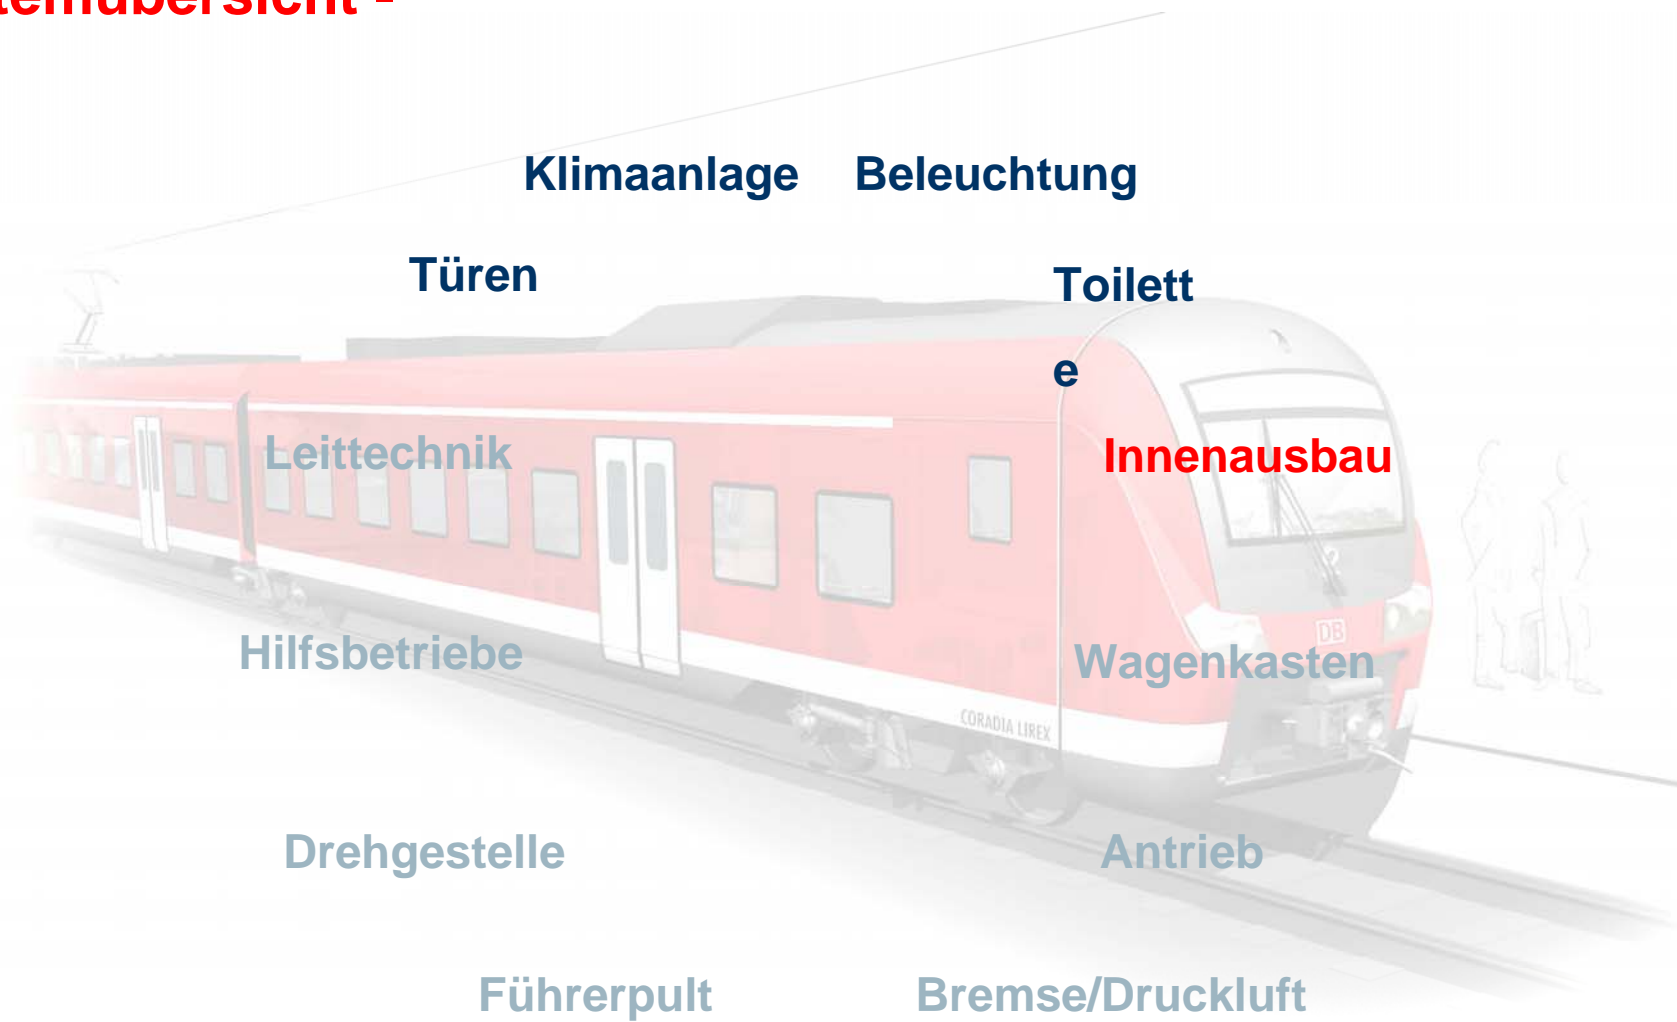 Klimaanlage Beleuchtung
Türen
Toilett
e
Leittechnik
Innenausbau
Hilfsbetriebe
DB
Wagenkasten
CORADIA LIREX
Drehgestelle
Antrieb
Führerpult
Bremse/Druckluft